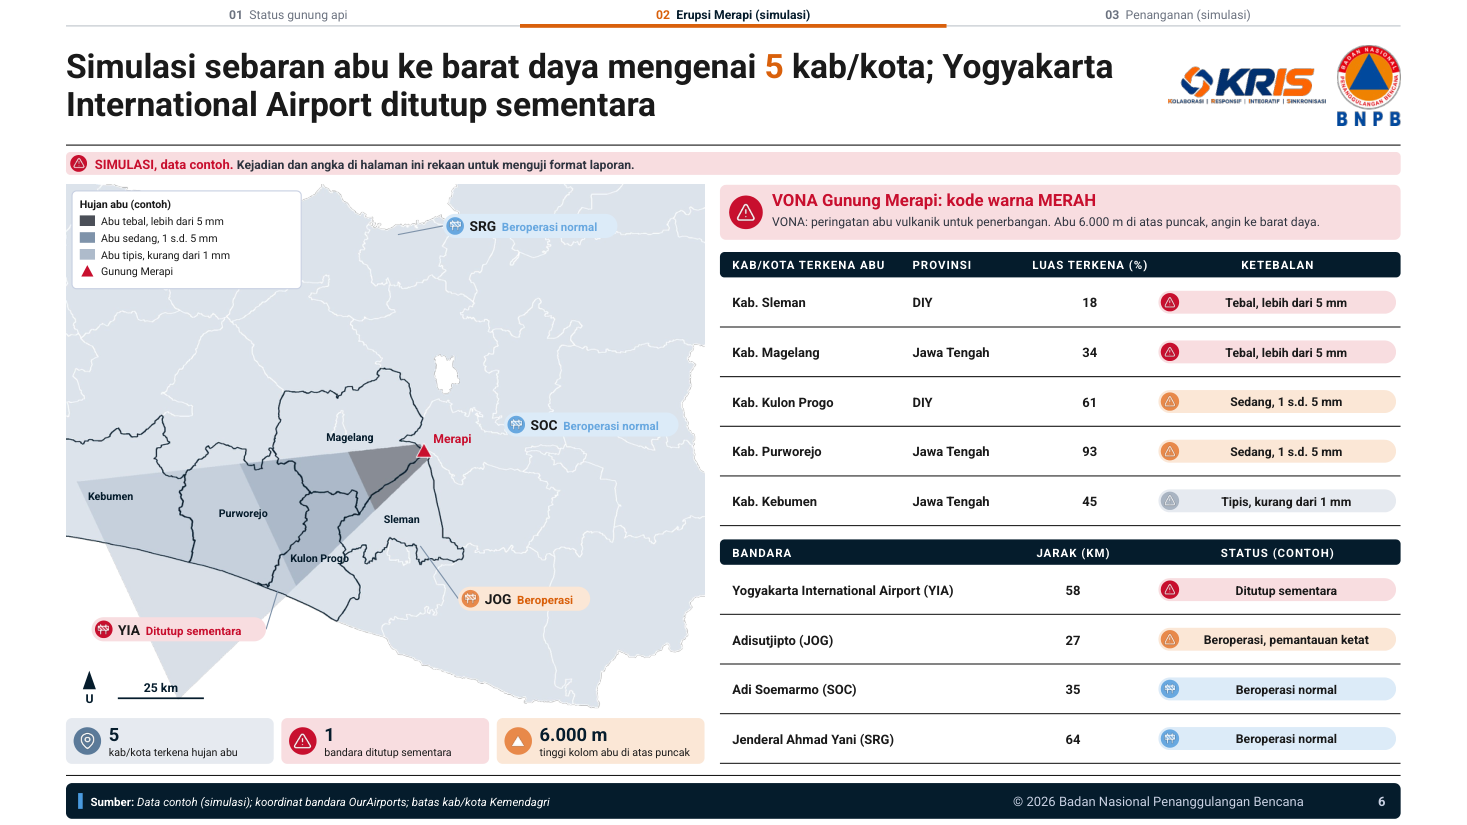 01 Status gunung api
02 Erupsi Merapi (simulasi)
03 Penanganan (simulasi)
Simulasi sebaran abu ke barat daya mengenai 5 kab/kota; Yogyakarta
International Airport ditutup sementara
KRIS
KOLABORASI | RESPONSIF | INTEGRATIF | SINKRONISASI
BADAN NASIONAL
PENANGGULANGAN BENCANA
BNPB
SIMULASI, data contoh. Kejadian dan angka di halaman ini rekaan untuk menguji format laporan.
Hujan abu (contoh)
Abu tebal, lebih dari 5 mm
Abu sedang, 1 s.d. 5 mm
Abu tipis, kurang dari 1 mm
Gunung Merapi
SRG Beroperasi normal
SOC Beroperasi normal
Magelang
Merapi
Kebumen
Purworejo
Sleman
Kulon Progo
JOG Beroperasi
YIA Ditutup sementara
U
25 km
5
kab/kota terkena hujan abu
1
bandara ditutup sementara
6.000 m
tinggi kolom abu di atas puncak
VONA Gunung Merapi: kode warna MERAH
VONA: peringatan abu vulkanik untuk penerbangan. Abu 6.000 m di atas puncak, angin ke barat daya.
KAB/KOTA TERKENA ABU PROVINSI LUAS TERKENA (%) KETEBALAN
Kab. Sleman DIY 18 Tebal, lebih dari 5 mm
Kab. Magelang Jawa Tengah 34 Tebal, lebih dari 5 mm
Kab. Kulon Progo DIY 61 Sedang, 1 s.d. 5 mm
Kab. Purworejo Jawa Tengah 93 Sedang, 1 s.d. 5 mm
Kab. Kebumen Jawa Tengah 45 Tipis, kurang dari 1 mm
BANDARA JARAK (KM) STATUS (CONTOH)
Yogyakarta International Airport (YIA) 58 Ditutup sementara
Adisutjipto (JOG) 27 Beroperasi, pemantauan ketat
Adi Soemarmo (SOC) 35 Beroperasi normal
Jenderal Ahmad Yani (SRG) 64 Beroperasi normal
Sumber: Data contoh (simulasi); koordinat bandara OurAirports; batas kab/kota Kemendagri
© 2026 Badan Nasional Penanggulangan Bencana 6